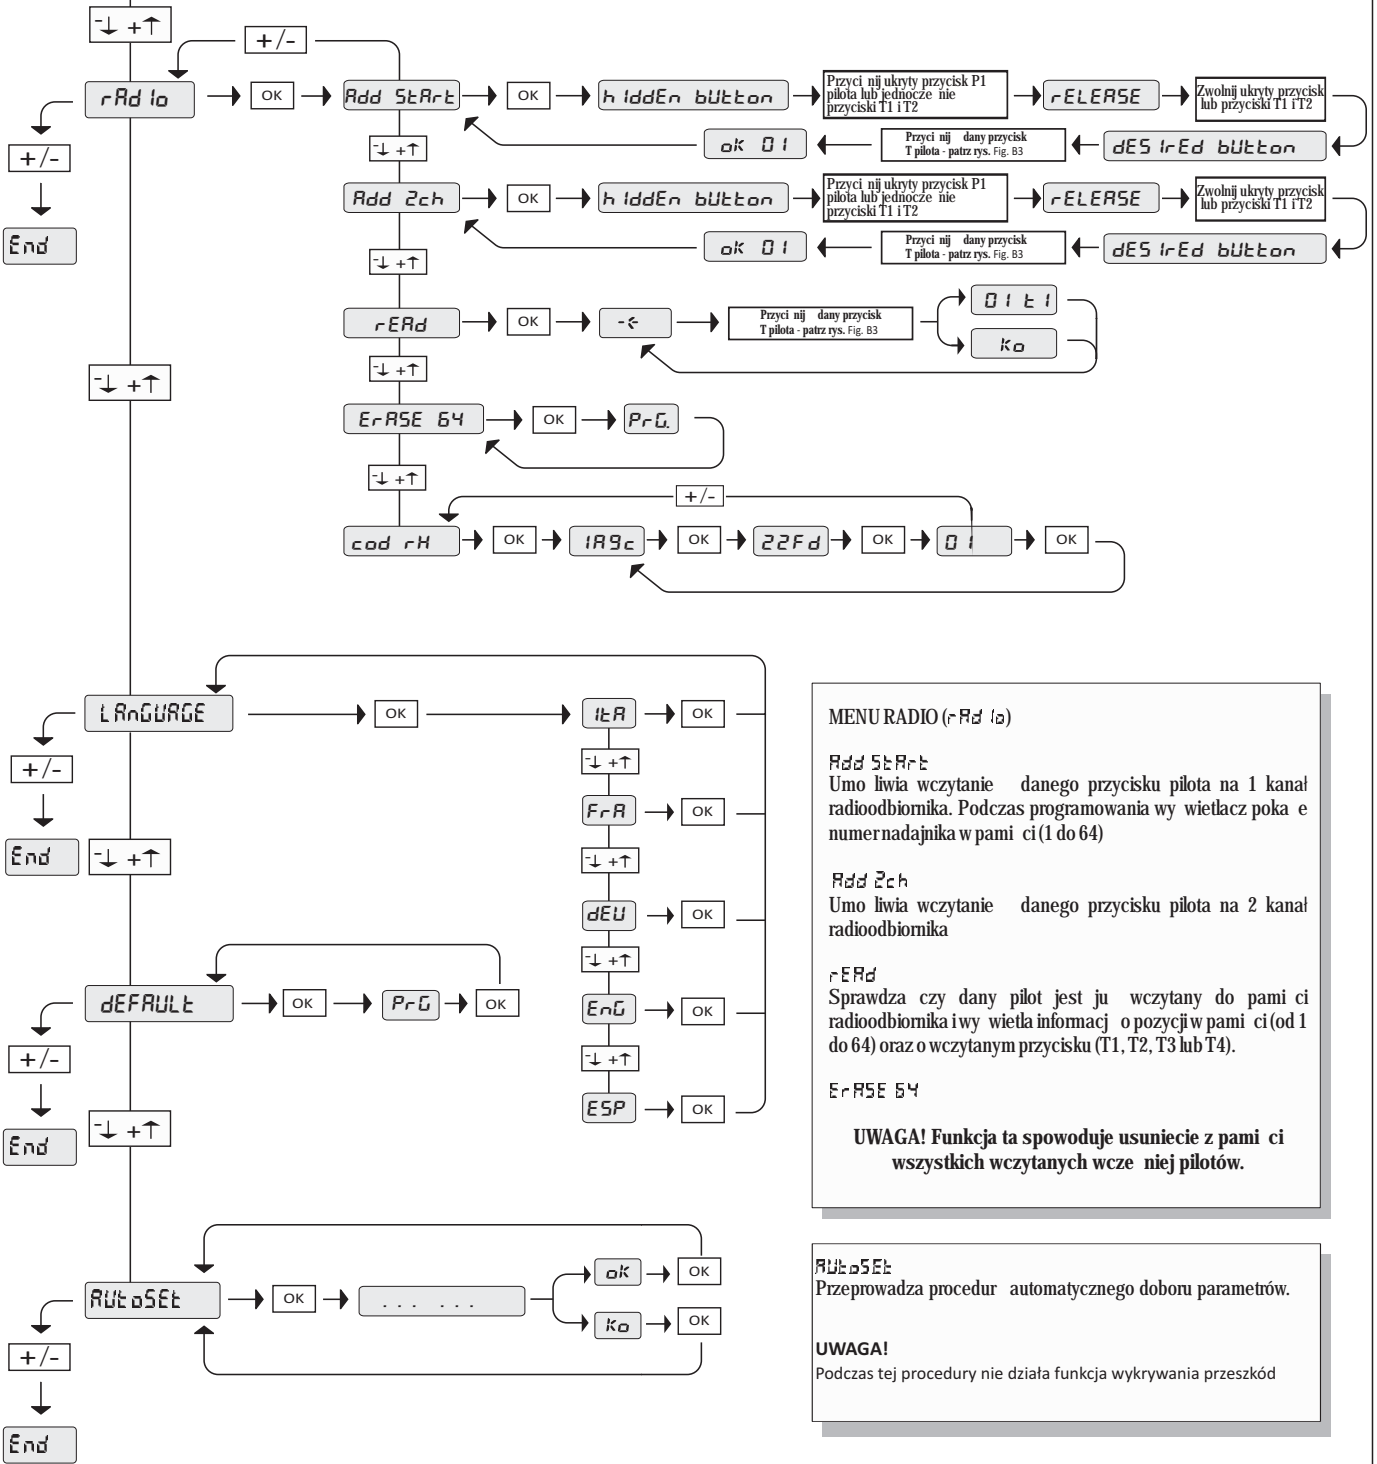 -↓ +↑
+/-
rAdIo
OK
Add StArt
OK
hIddEn bUtton
Przyci nij ukryty przycisk P1
pilota lub jednocze nie
przyciski T1 i T2
rELEASE
Zwolnij ukryty przycisk
lub przyciski T1 i T2
+/-
End
-↓ +↑
oK 01
Przyci nij dany przycisk
T pilota - patrz rys. Fig. B3
dESIrEd bUtton
Add 2ch
OK
hIddEn bUtton
Przyci nij ukryty przycisk P1
pilota lub jednocze nie
przyciski T1 i T2
rELEASE
Zwolnij ukryty przycisk
lub przyciski T1 i T2
-↓ +↑
oK 01
Przyci nij dany przycisk
T pilota - patrz rys. Fig. B3
dESIrEd bUtton
rEAd
OK
-<-
Przyci nij dany przycisk
T pilota - patrz rys. Fig. B3
01 t1
Ko
-↓ +↑
-↓ +↑
ErASE 64
OK
PrG.
-↓ +↑
+/-
cod rH
OK
1A9c
OK
22Fd
OK
01
OK
LAnGUAGE
OK
ItA
OK
-↓ +↑
FrA
OK
-↓ +↑
dEU
OK
-↓ +↑
EnG
OK
-↓ +↑
ESP
OK
+/-
End
-↓ +↑
dEFAULt
OK
PrG
OK
+/-
End
-↓ +↑
AUtoSEt
OK
... ...
oK
OK
Ko
OK
+/-
End
MENU RADIO (rAdIo)
Add StArt
Umo liwia wczytanie danego przycisku pilota na 1 kanał
radioodbiornika. Podczas programowania wy wietlacz poka e
numer nadajnika w pami ci (1 do 64)
Add 2ch
Umo liwia wczytanie danego przycisku pilota na 2 kanał
radioodbiornika
rEAd
Sprawdza czy dany pilot jest ju wczytany do pami ci
radioodbiornika i wy wietla informacj o pozycji w pami ci (od 1
do 64) oraz o wczytanym przycisku (T1, T2, T3 lub T4).
ErASE 64
UWAGA! Funkcja ta spowoduje usuniecie z pami ci
wszystkich wczytanych wcze niej pilotów.
AUtoSEt
Przeprowadza procedur automatycznego doboru parametrów.
UWAGA!
Podczas tej procedury nie działa funkcja wykrywania przeszkód